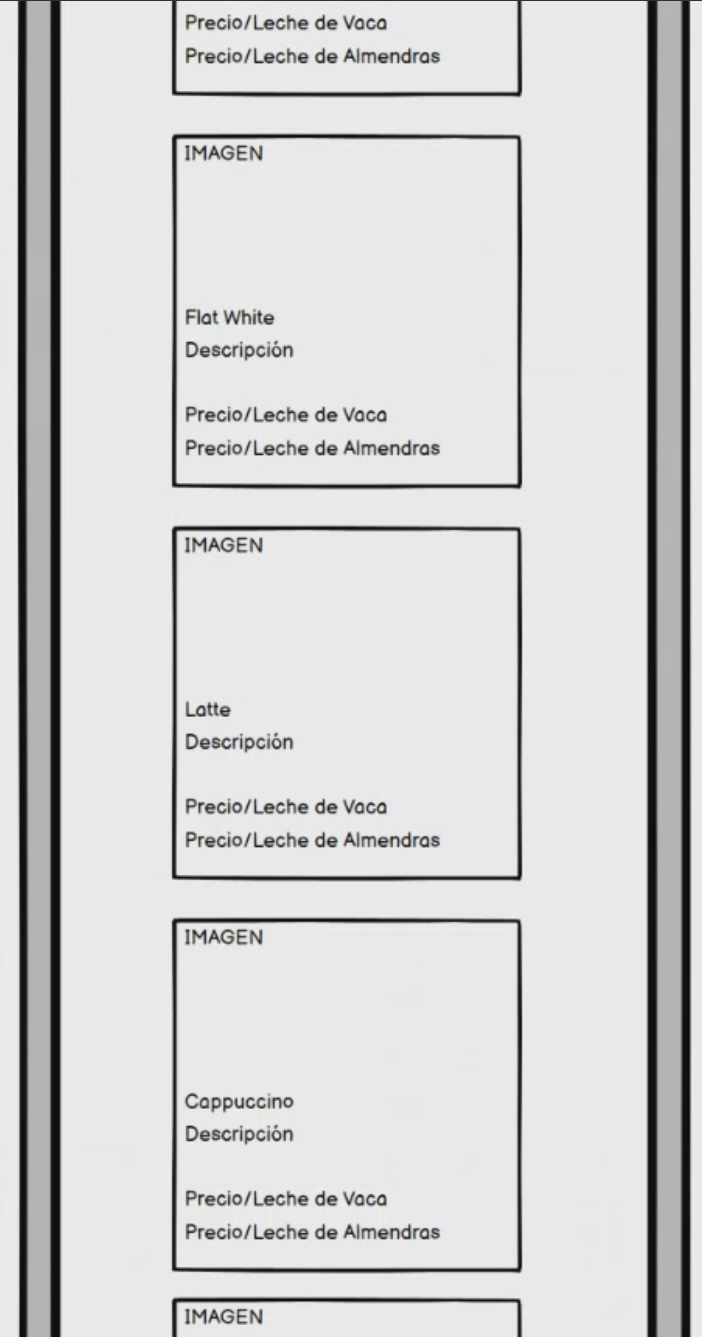 Precio/Leche de Vaca
Precio/Leche de Almendras
IMAGEN
Flat White
Descripción
Precio/Leche de Vaca
Precio/Leche de Almendras
IMAGEN
Latte
Descripción
Precio/Leche de Vaca
Precio/Leche de Almendras
IMAGEN
Cappuccino
Descripción
Precio/Leche de Vaca
Precio/Leche de Almendras
IMAGEN